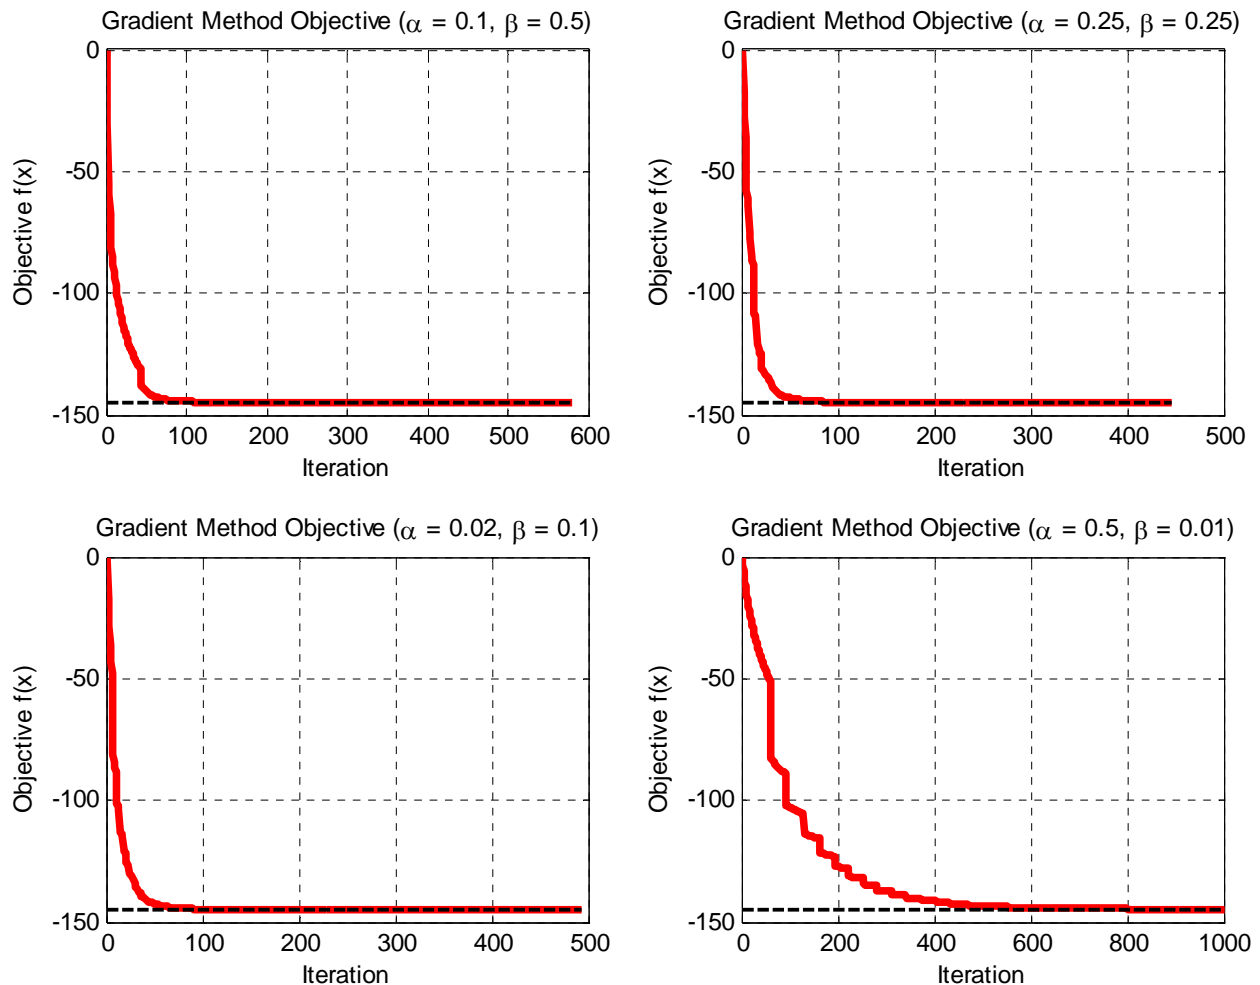 Gradient Method Objective (α = 0.1, β = 0.5)
0
-50
-100
-150
Objective f(x)
0 100 200 300 400 500 600
Iteration
Gradient Method Objective (α = 0.25, β = 0.25)
0
-50
-100
-150
Objective f(x)
0 100 200 300 400 500
Iteration
Gradient Method Objective (α = 0.02, β = 0.1)
0
-50
-100
-150
Objective f(x)
0 100 200 300 400 500
Iteration
Gradient Method Objective (α = 0.5, β = 0.01)
0
-50
-100
-150
Objective f(x)
0 200 400 600 800 1000
Iteration